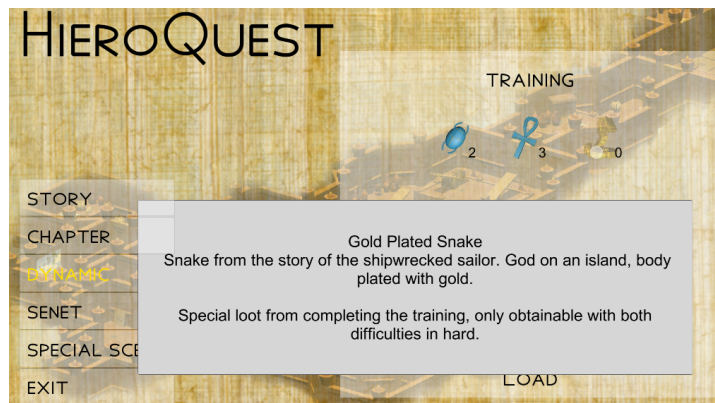 HIEROQUEST
TRAINING
2 3 0
STORY
CHAPTER
DYNAMIC
SENET
SPECIAL SCE
EXIT
Gold Plated Snake
Snake from the story of the shipwrecked sailor. God on an island, body
plated with gold.
Special loot from completing the training, only obtainable with both
difficulties in hard.
LOAD